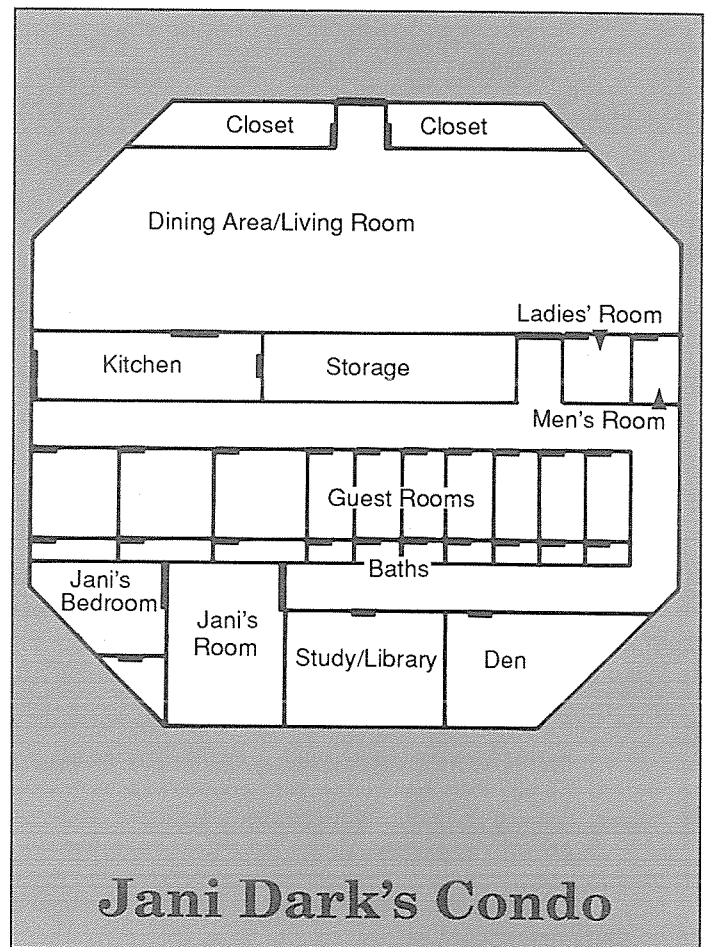 Closet
Closet
Dining Area/Living Room
Ladies' Room
Kitchen
Storage
Men's Room
Guest Rooms
Baths
Jani's
Bedroom
Jani's
Room
Study/Library
Den
Jani Dark's Condo